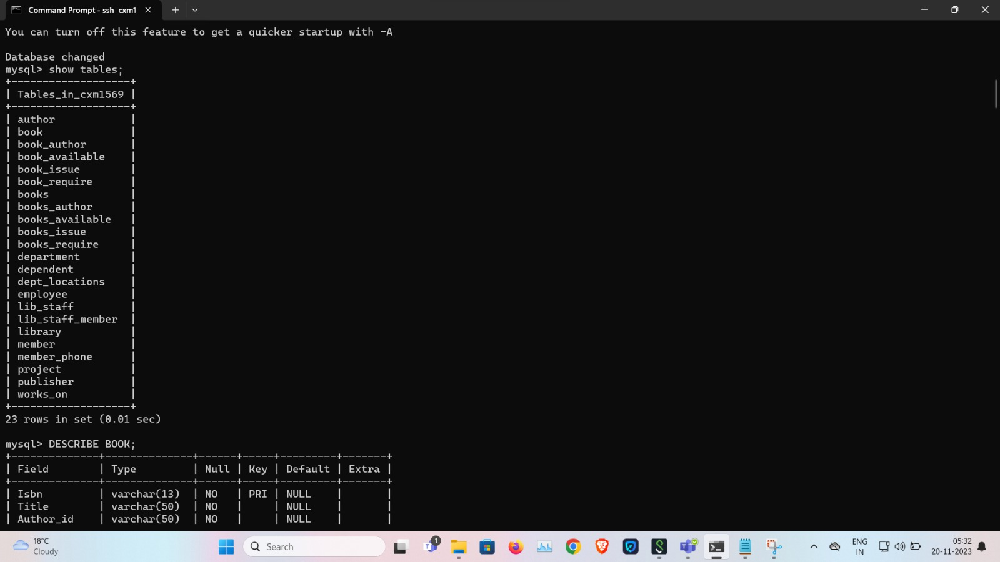 Command Prompt - ssh  cxm1
You can turn off this feature to get a quicker startup with -A
Database changed
mysql> show tables;
+-------------------+
| Tables_in_cxm1569 |
+-------------------+
| author            |
| book              |
| book_author       |
| book_available    |
| book_issue        |
| book_require      |
| books             |
| books_author      |
| books_available   |
| books_issue       |
| books_require     |
| department        |
| dependent         |
| dept_locations    |
| employee          |
| lib_staff         |
| lib_staff_member  |
| library           |
| member            |
| member_phone      |
| project           |
| publisher         |
| works_on          |
+-------------------+
23 rows in set (0.01 sec)
mysql> DESCRIBE BOOK;
+--------------+--------------+------+-----+---------+-------+
| Field        | Type         | Null | Key | Default | Extra |
+--------------+--------------+------+-----+---------+-------+
| Isbn         | varchar(13)  | NO   | PRI | NULL    |       |
| Title        | varchar(50)  | NO   |     | NULL    |       |
| Author_id    | varchar(50)  | NO   |     | NULL    |       |
18°C
Cloudy
Search
1
ENG
IN
05:32
20-11-2023